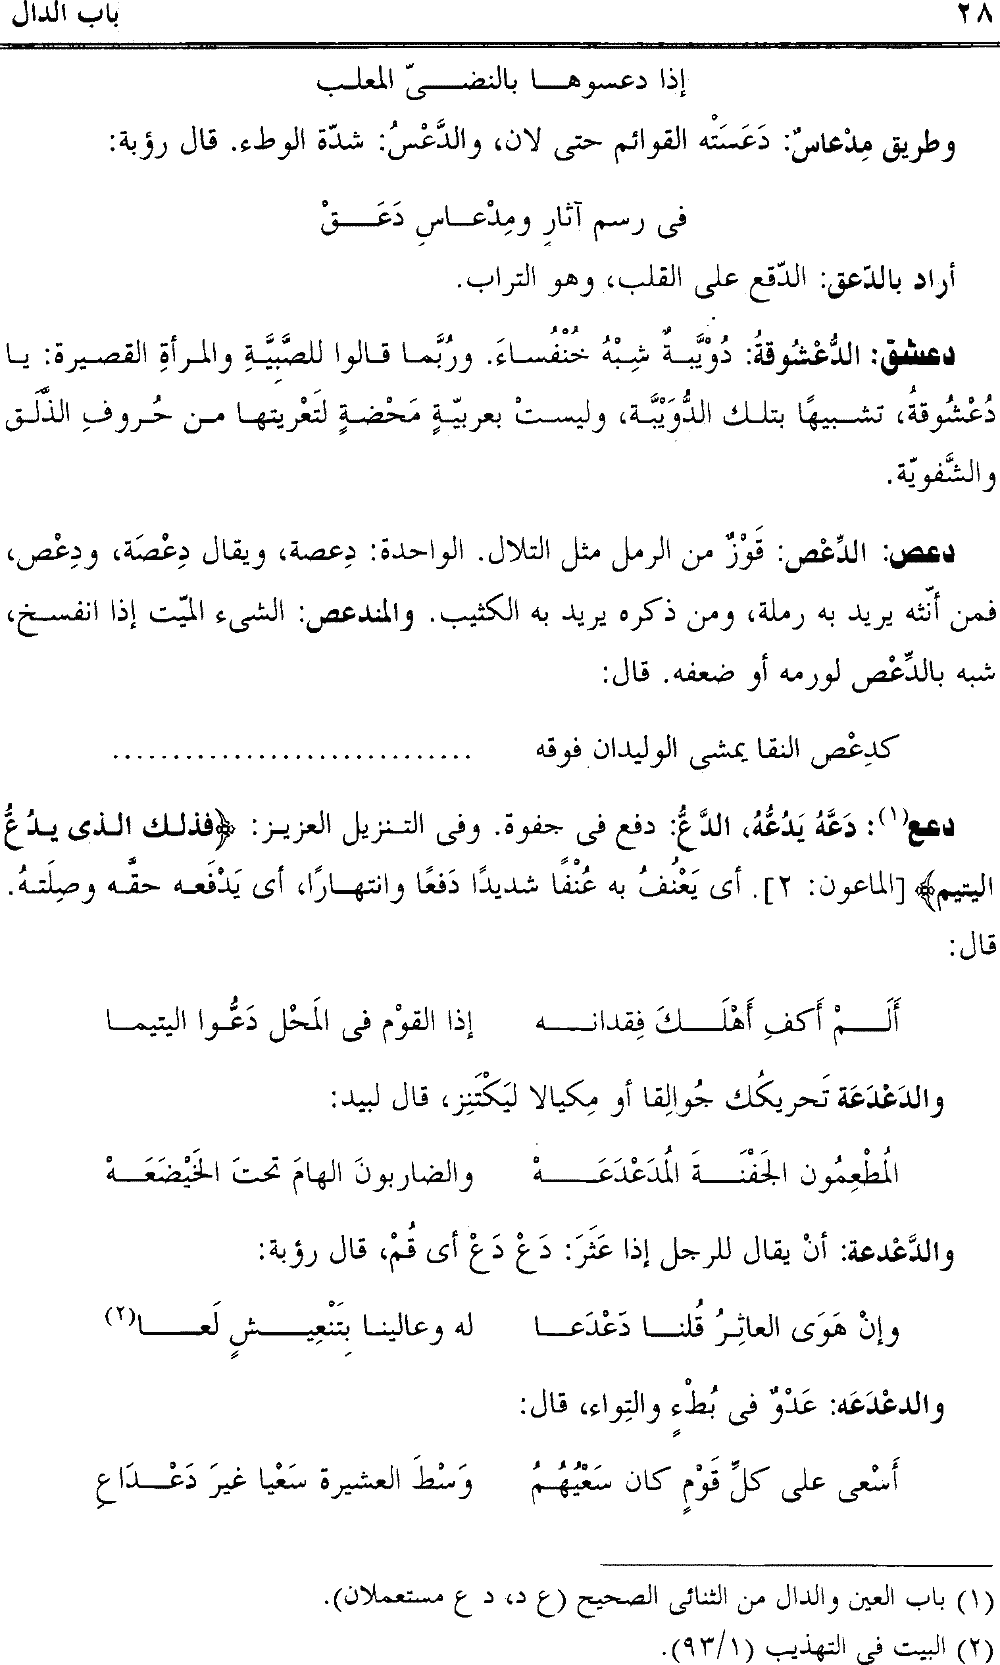 ٢٨ باب الدال
إذا دعسوها بالنضىّ المعلب
وطريق مِدْعاسٌ: دَعَسَتْه القوائم حتى لان، والدَّعْسُ: شدّة الوطء. قال رؤبة:
فى رسم آثارٍ ومِدْعاسٍ دَعَقْ
أراد بالدّعق: الدّقع على القلب، وهو التراب.
دعشق: الدُّعْشُوقةُ: دُوْيَّبةٌ شِبْهُ خُنْفُساءَ. ورُبَّما قالوا للصَّبِيَّةِ والمرأةِ القصيرة: يا
دُعْشُوقةُ، تشبيهًا بتلك الدُّوَيْبَّة، وليستْ بعربيّةٍ مَحْضةٍ لتَعْريتها من حُروفِ الذَّلَق
والشَّفويّة.
دعص: الدِّعْص: قَوْزٌ من الرمل مثل التلال. الواحدة: دِعصة، ويقال دِعْصَة، ودِعْص،
فمن أنّثه يريد به رملة، ومن ذكره يريد به الكثيب. والمندعص: الشىء الميّت إذا انفسخ،
شبه بالدِّعْص لورمه أو ضعفه. قال:
كدِعْص النقا يمشى الوليدان فوقه ..............................
دعع(١): دَعَّهُ يَدُعُّهُ، الدَّعُّ: دفع فى جفوة. وفى التنزيل العزيز: ﴿فذلك الذى يدُعُّ
اليتيم﴾ [الماعون: ٢]. أى يَعْنُفُ به عُنْفًا شديدًا دَفعًا وانتهارًا، أى يَدْفَعه حقَّه وصِلَتهُ.
قال:
أَلَمْ أَكفِ أَهْلَكَ فِقدانه إذا القوْم فى المَحْل دَعُّوا اليتيما
والدَعْدَعَة تَحريكُك جُوالِقا أو مِكيالا ليَكْتَنِز، قال لبيد:
المُطْعِمُون الجَفْنَةَ المُدَعْدَعَهْ والضاربونَ الهامَ تحتَ الخَيْضَعَهْ
والدَّعْدعة: أنْ يقال للرجل إذا عَثَرَ: دَعْ دَعْ أى قُمْ، قال رؤبة:
وإنْ هَوَى العاثِرُ قُلنا دَعْدَعا له وعالينا بِتَنْعِيشٍ لَعا(٢)
والدعْدَعَه: عَدْوٌ فى بُطْءٍ والتِواء، قال:
أَسْعى على كلِّ قَوْمٍ كان سَعْيُهُمُ وَسْطَ العشيرة سَعْيا غيرَ دَعْدَاعِ
(١) باب العين والدال من الثنائى الصحيح (ع د، د ع مستعملان).
(٢) البيت فى التهذيب (٩٣/١).